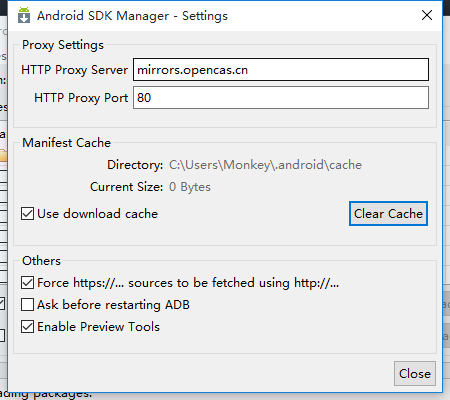 Android SDK Manager - Settings
Proxy Settings
HTTP Proxy Server mirrors.opencas.cn
HTTP Proxy Port 80
Manifest Cache
Directory: C:\Users\Monkey\.android\cache
Current Size: 0 Bytes
Use download cache Clear Cache
Others
Force https://... sources to be fetched using http://...
Ask before restarting ADB
Enable Preview Tools
Close
ading packages.